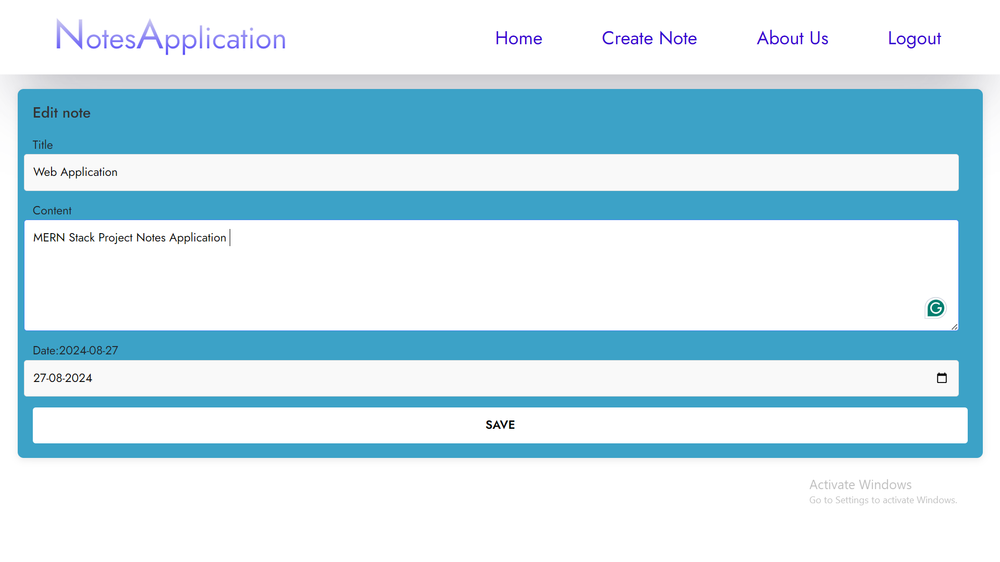 NotesApplication
Home
Create Note
About Us
Logout
Edit note
Title
Web Application
Content
MERN Stack Project Notes Application
Date:2024-08-27
27-08-2024
SAVE
Activate Windows
Go to Settings to activate Windows.